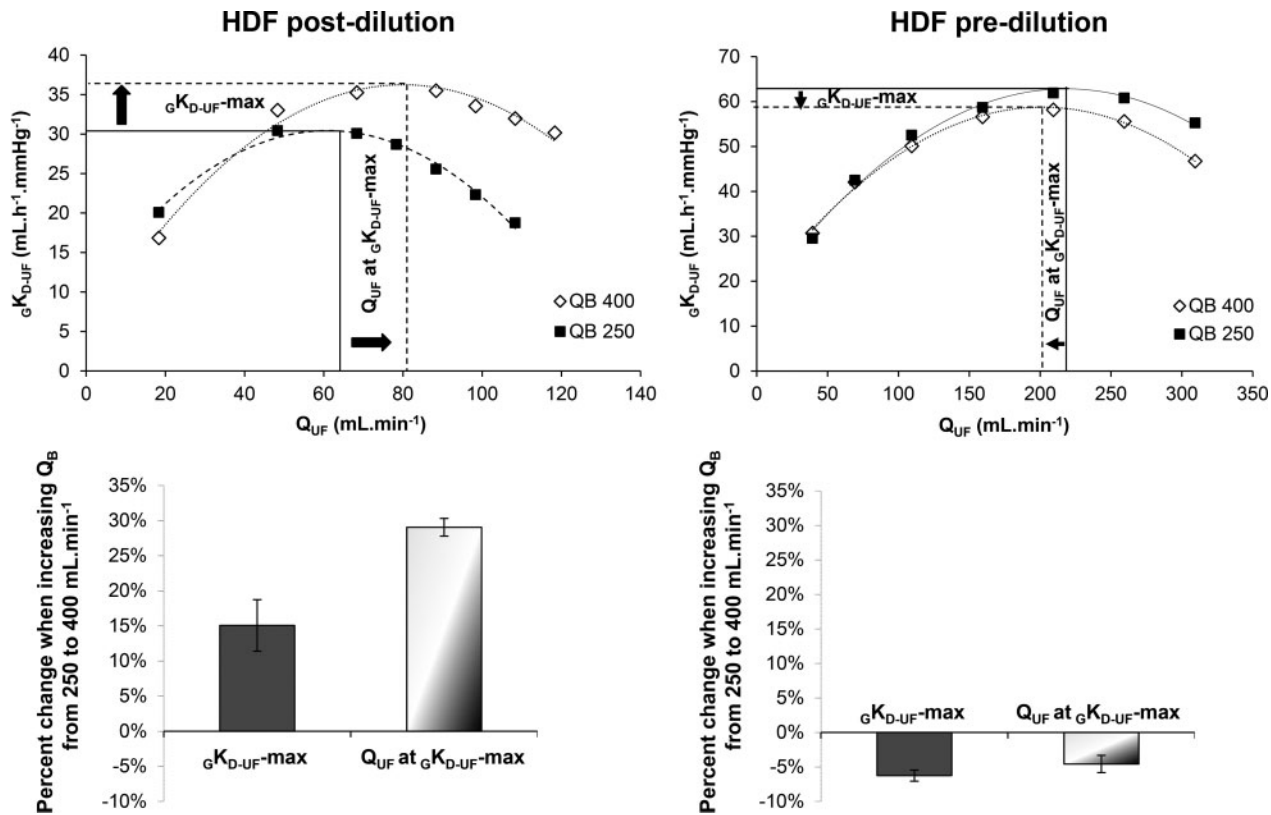 HDF post-dilution
40
35
30
25
20
15
10
5
0
GKD-UF (mL.h-1.mmHg-1)
GKD-UF-max
QUF at GKD-UF-max
QB 400
QB 250
0 20 40 60 80 100 120 140
QUF (mL.min-1)
HDF pre-dilution
70
60
50
40
30
20
10
0
GKD-UF (mL.h-1.mmHg-1)
GKD-UF-max
QUF at GKD-UF-max
QB 400
QB 250
0 50 100 150 200 250 300 350
QUF (mL.min-1)
Percent change when increasing QB
from 250 to 400 mL.min-1
35%
30%
25%
20%
15%
10%
5%
0%
-5%
-10%
GKD-UF-max QUF at GKD-UF-max
Percent change when increasing QB
from 250 to 400 mL.min-1
35%
30%
25%
20%
15%
10%
5%
0%
-5%
-10%
GKD-UF-max QUF at GKD-UF-max